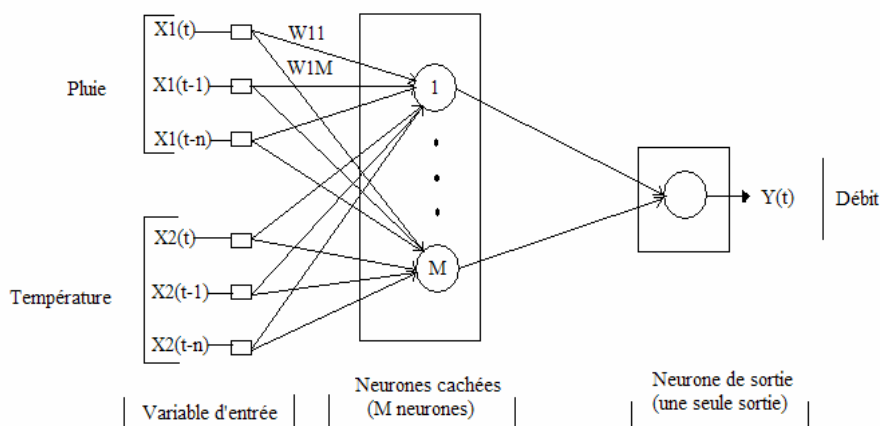 X1(t)
W11
Pluie
X1(t-1)
W1M
1
X1(t-n)
X2(t)
Température
X2(t-1)
M
X2(t-n)
Y(t)
Débit
Variable d'entrée
Neurones cachées
(M neurones)
Neurone de sortie
(une seule sortie)